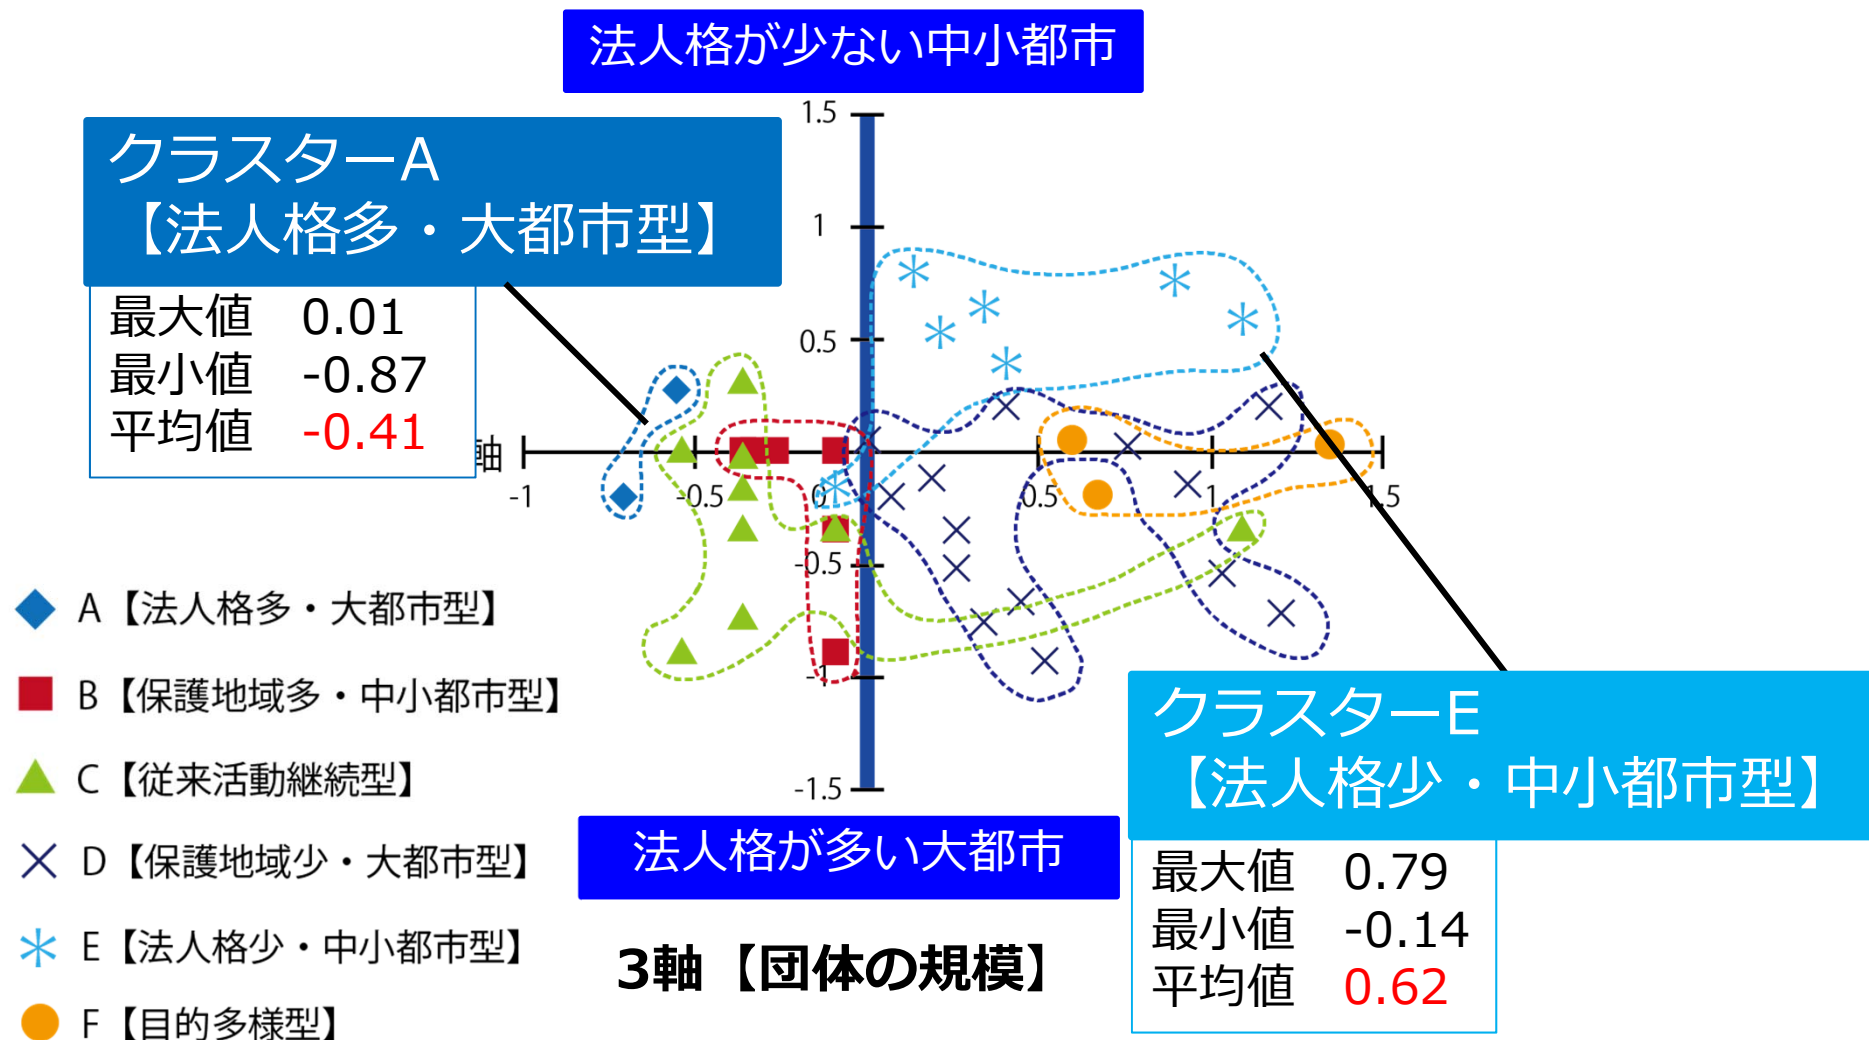 法人格が少ない中小都市
クラスターA
【法人格多・大都市型】
最大値 0.01
最小値 -0.87
平均値 -0.41
軸
1.5
1
0.5
0
-0.5
-1
-1.5
-1
-0.5
0.5
1
1.5
A【法人格多・大都市型】
B【保護地域多・中小都市型】
C【従来活動継続型】
D【保護地域少・大都市型】
E【法人格少・中小都市型】
F【目的多様型】
クラスターE
【法人格少・中小都市型】
最大値 0.79
最小値 -0.14
平均値 0.62
法人格が多い大都市
3軸【団体の規模】